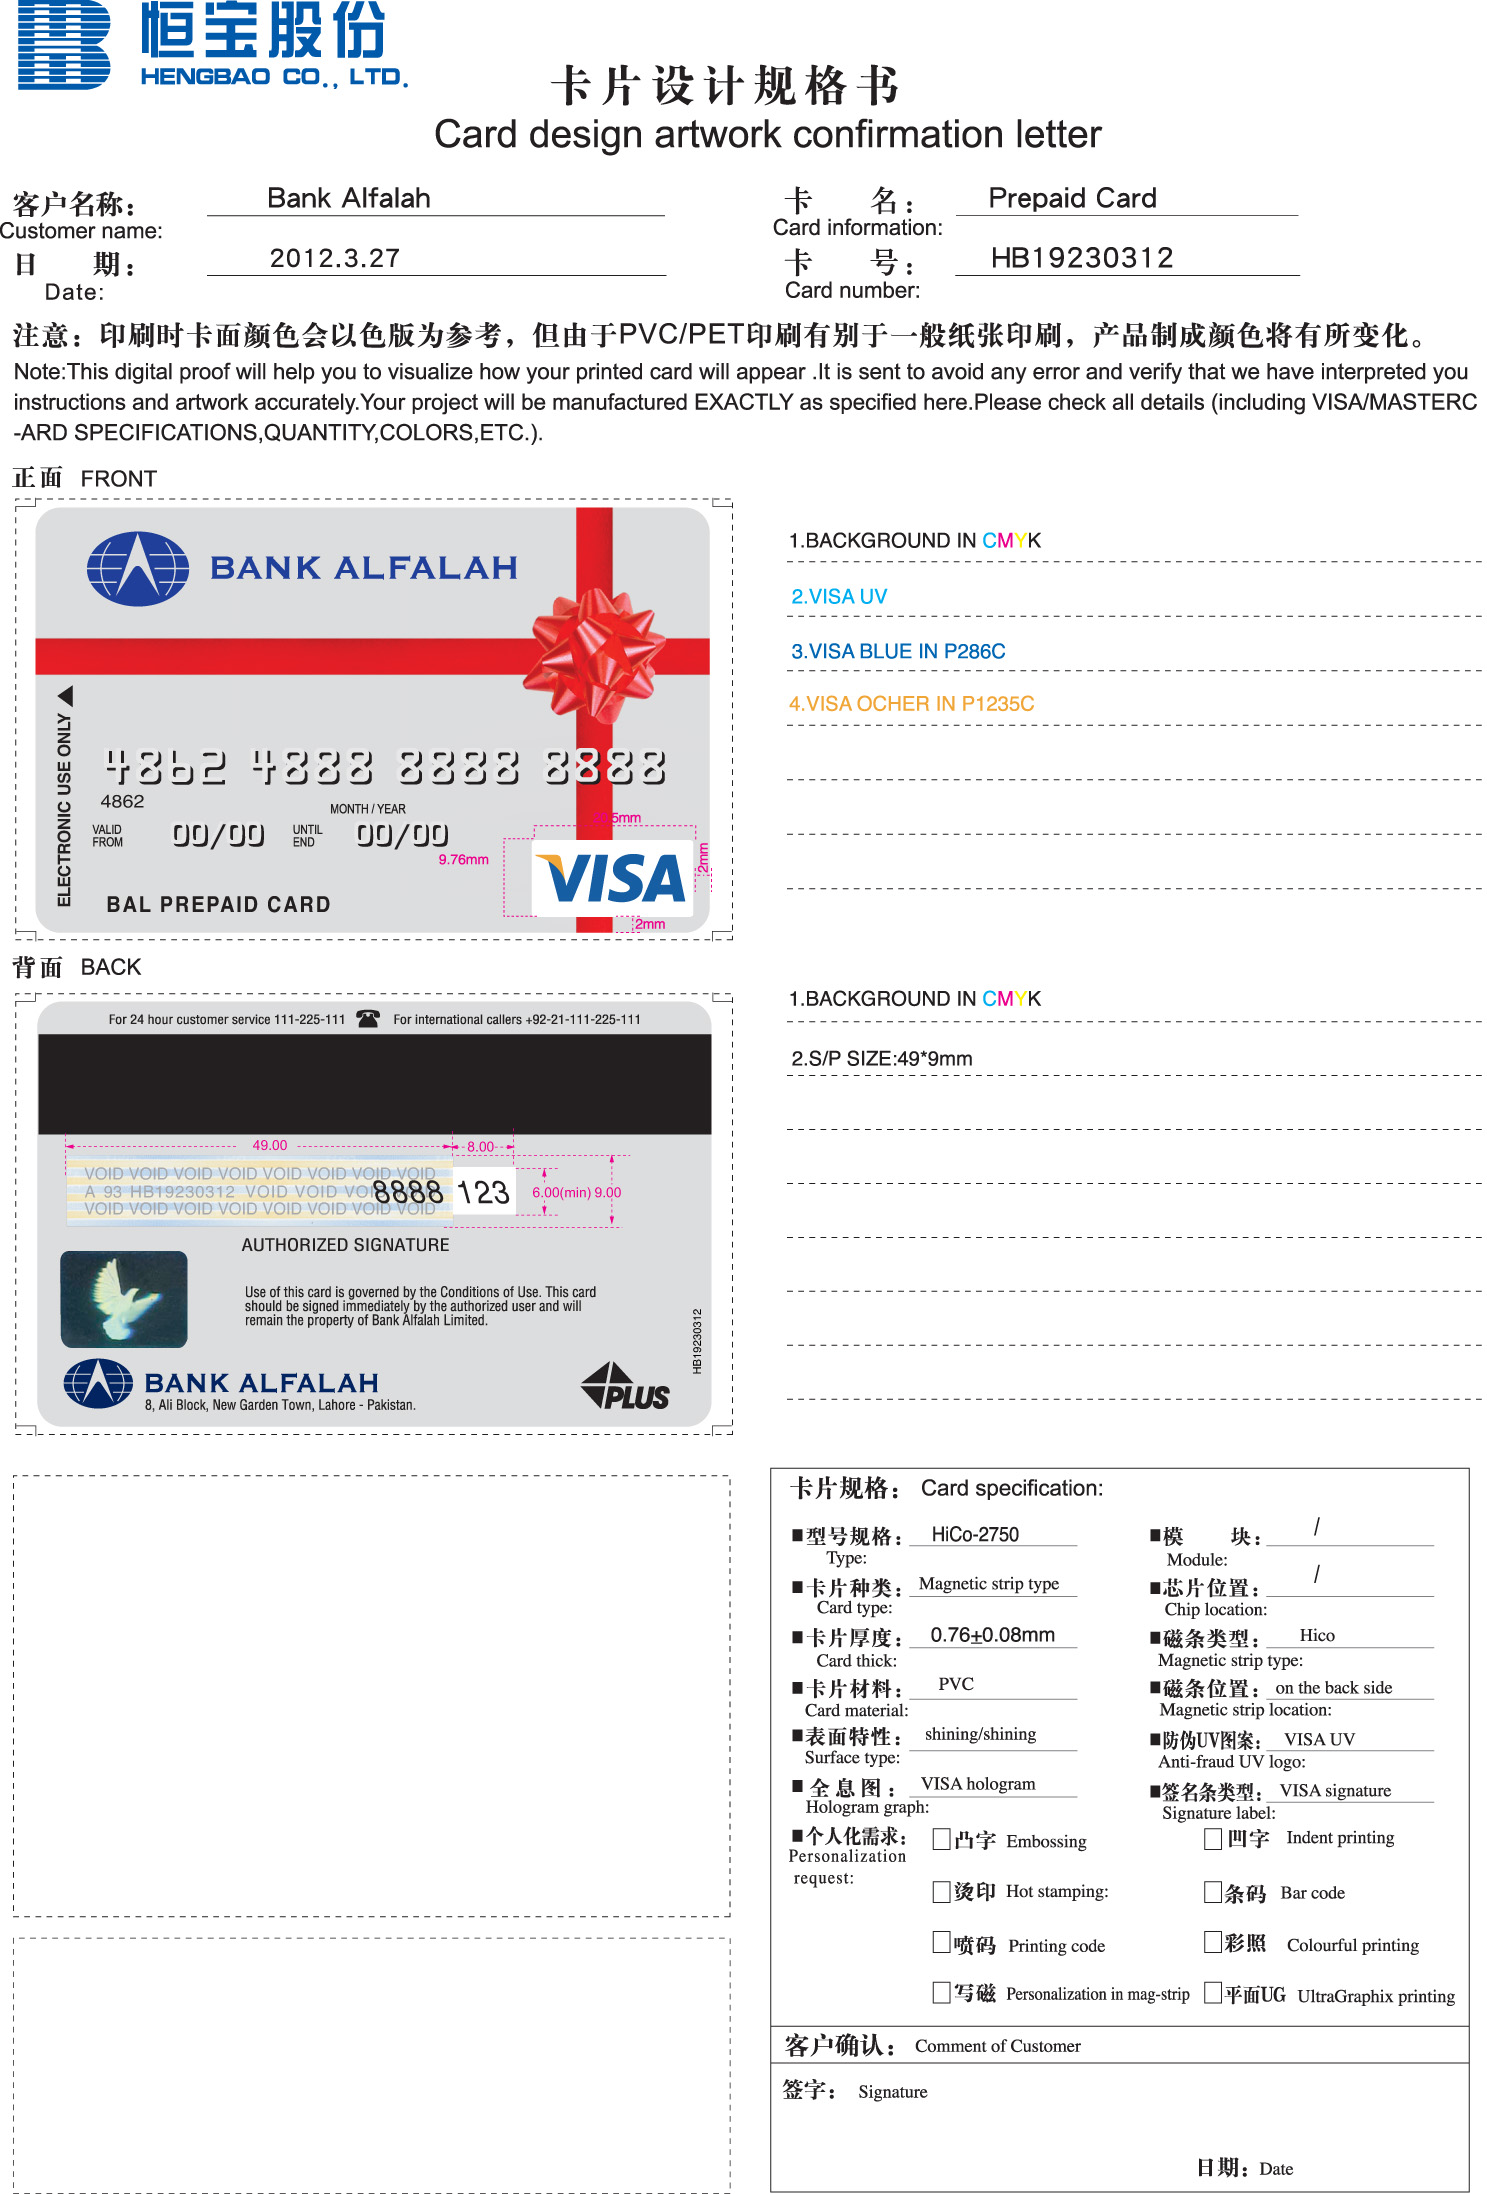 恒宝股份
HENGBAO CO., LTD.
卡片设计规格书
Card design artwork confirmation letter
客户名称： Bank Alfalah
Customer name:
卡 名： Prepaid Card
Card information:
日 期： 2012.3.27
Date:
卡 号： HB19230312
Card number:
注意：印刷时卡面颜色会以色版为参考，但由于PVC/PET印刷有别于一般纸张印刷，产品制成颜色将有所变化。
Note:This digital proof will help you to visualize how your printed card will appear .It is sent to avoid any error and verify that we have interpreted you
instructions and artwork accurately.Your project will be manufactured EXACTLY as specified here.Please check all details (including VISA/MASTERC
-ARD SPECIFICATIONS,QUANTITY,COLORS,ETC.).
正面 FRONT
BANK ALFALAH
ELECTRONIC USE ONLY
4862 4888 8888 8888
4862
MONTH / YEAR
VALID
FROM
00/00
UNTIL
END
00/00
9.76mm
2mm
2mm
VISA
BAL PREPAID CARD
1.BACKGROUND IN CMYK
2.VISA UV
3.VISA BLUE IN P286C
4.VISA OCHER IN P1235C
背面 BACK
For 24 hour customer service 111-225-111 For international callers +92-21-111-225-111
49.00 8.00
VOID VOID VOID VOID VOID VOID VOID VOID
A 93 HB19230312 VOID VOID VOID 8888 123
VOID VOID VOID VOID VOID VOID VOID VOID
6.00(min) 9.00
AUTHORIZED SIGNATURE
Use of this card is governed by the Conditions of Use. This card
should be signed immediately by the authorized user and will
remain the property of Bank Alfalah Limited.
HB19230312
BANK ALFALAH
8, Ali Block, New Garden Town, Lahore - Pakistan.
PLUS
1.BACKGROUND IN CMYK
2.S/P SIZE:49*9mm
卡片规格： Card specification:
■型号规格： HiCo-2750
Type:
■模 块： /
Module:
■卡片种类： Magnetic strip type
Card type:
■芯片位置： /
Chip location:
■卡片厚度： 0.76±0.08mm
Card thick:
■磁条类型： Hico
Magnetic strip type:
■卡片材料： PVC
Card material:
■磁条位置： on the back side
Magnetic strip location:
■表面特性： shining/shining
Surface type:
■防伪UV图案： VISA UV
Anti-fraud UV logo:
■全息图： VISA hologram
Hologram graph:
■签名条类型： VISA signature
Signature label:
■个人化需求：
Personalization
request:
凸字 Embossing
凹字 Indent printing
烫印 Hot stamping:
条码 Bar code
喷码 Printing code
彩照 Colourful printing
写磁 Personalization in mag-strip
平面UG UltraGraphix printing
客户确认： Comment of Customer
签字： Signature
日期： Date